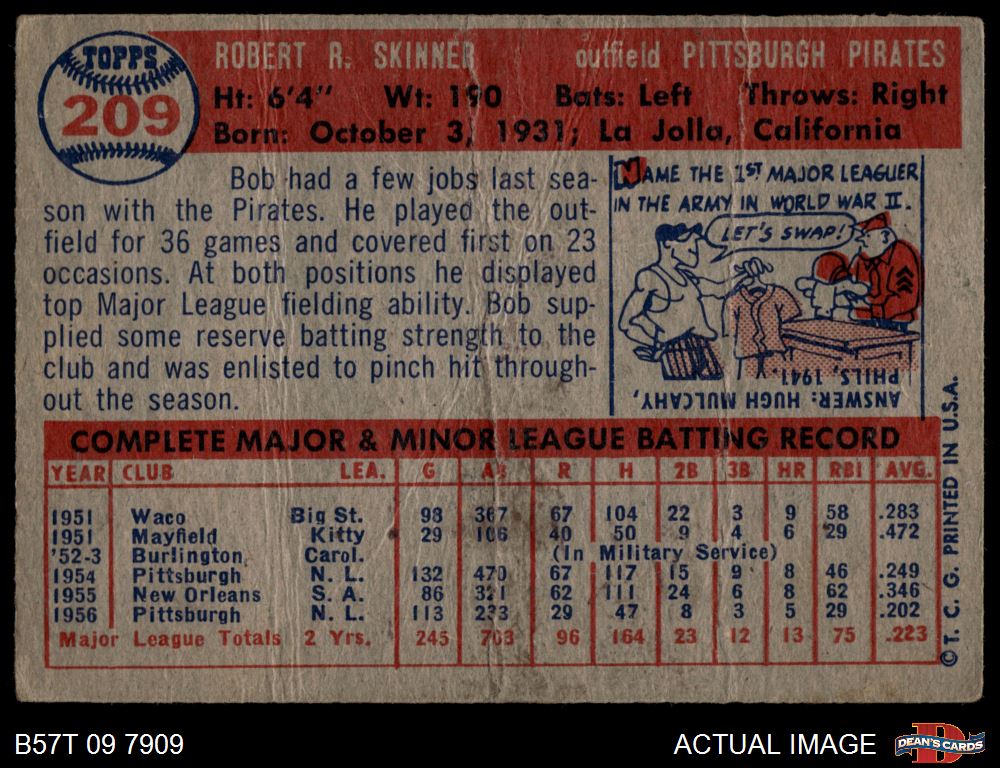 TOPPS
209
ROBERT R. SKINNER outfield PITTSBURGH PIRATES
Ht: 6'4" Wt: 190 Bats: Left Throws: Right
Born: October 3, 1931; La Jolla, California
Bob had a few jobs last sea-
son with the Pirates. He played the out-
field for 36 games and covered first on 23
occasions. At both positions he displayed
top Major League fielding ability. Bob sup-
plied some reserve batting strength to the
club and was enlisted to pinch hit through-
out the season.
NAME THE 1ST MAJOR LEAGUER
IN THE ARMY IN WORLD WAR II.
LET'S SWAP!
ANSWER: HUGH MULCAHY,
PHILS, 1941.
COMPLETE MAJOR & MINOR LEAGUE BATTING RECORD
YEAR CLUB LEA. G AB R H 2B 3B HR RBI AVG.
1951 Waco Big St. 98 367 67 104 22 3 9 58 .283
1951 Mayfield Kitty 29 106 40 50 9 4 6 29 .472
'52-3 Burlington Carol. (In Military Service)
1954 Pittsburgh N. L. 132 470 67 117 15 9 8 46 .249
1955 New Orleans S. A. 86 321 62 111 24 6 8 62 .346
1956 Pittsburgh N. L. 113 233 29 47 8 3 5 29 .202
Major League Totals 2 Yrs. 245 703 96 164 23 12 13 75 .223
© T. C. G. PRINTED IN U.S.A.
B57T 09 7909
ACTUAL IMAGE
DEAN'S CARDS